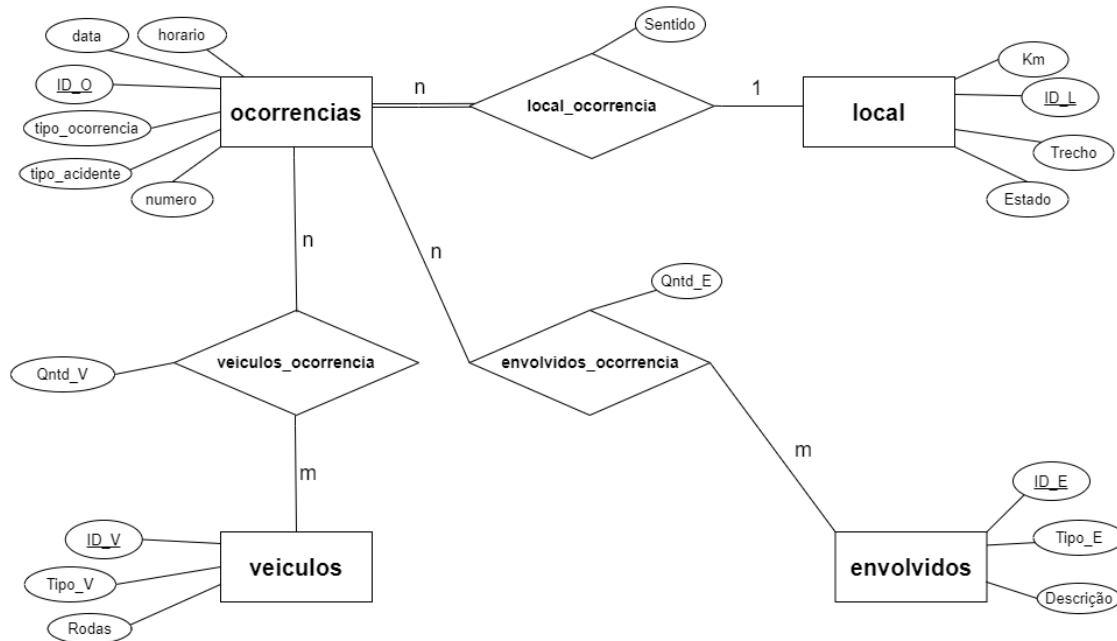 data
horario
Sentido
ID_O
ocorrencias
n
local_ocorrencia
1
local
Km
ID_L
tipo_ocorrencia
Trecho
tipo_acidente
numero
Estado
n
n
Qntd_E
Qntd_V
veiculos_ocorrencia
envolvidos_ocorrencia
m
m
ID_E
ID_V
Tipo_E
Tipo_V
veiculos
envolvidos
Descrição
Rodas